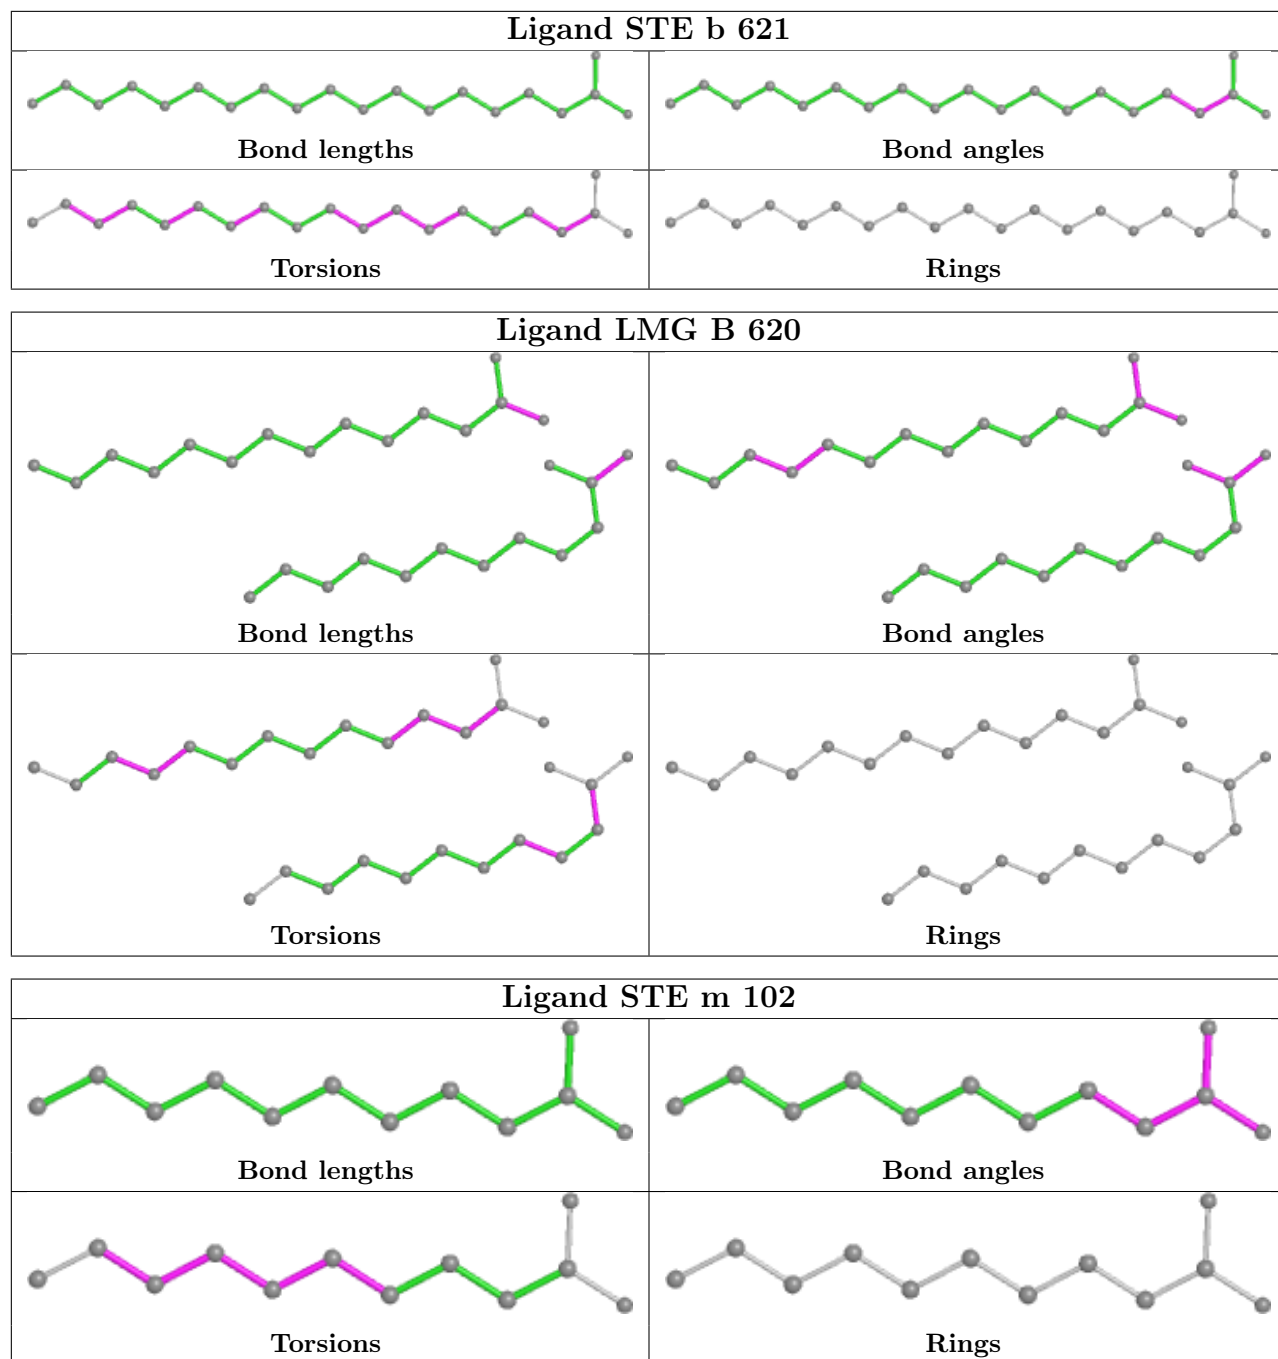 Ligand STE b 621
Bond lengths
Bond angles
Torsions
Rings
Ligand LMG B 620
Bond lengths
Bond angles
Torsions
Rings
Ligand STE m 102
Bond lengths
Bond angles
Torsions
Rings